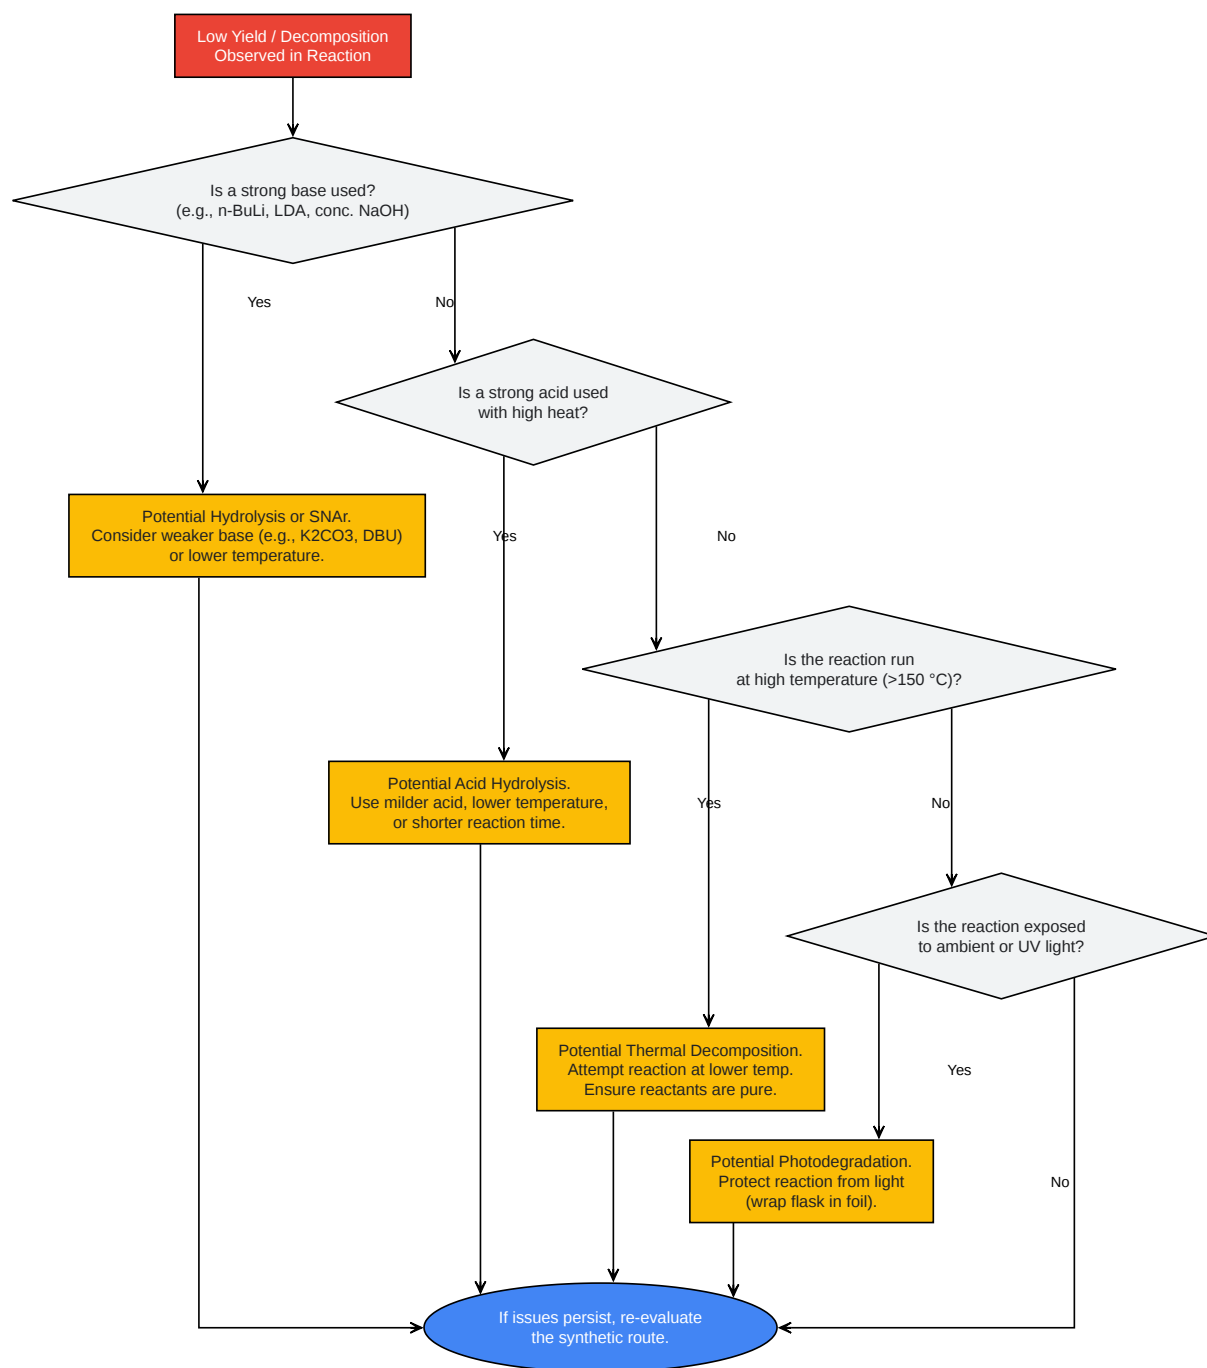 Low Yield / Decomposition
Observed in Reaction
Is a strong base used?
(e.g., n-BuLi, LDA, conc. NaOH)
Yes
No
Is a strong acid used
with high heat?
Potential Hydrolysis or SNAr.
Consider weaker base (e.g., K2CO3, DBU)
or lower temperature.
Yes
No
Is the reaction run
at high temperature (>150 °C)?
Potential Acid Hydrolysis.
Use milder acid, lower temperature,
or shorter reaction time.
Yes
No
Is the reaction exposed
to ambient or UV light?
Potential Thermal Decomposition.
Attempt reaction at lower temp.
Ensure reactants are pure.
Yes
Potential Photodegradation.
Protect reaction from light
(wrap flask in foil).
No
If issues persist, re-evaluate
the synthetic route.